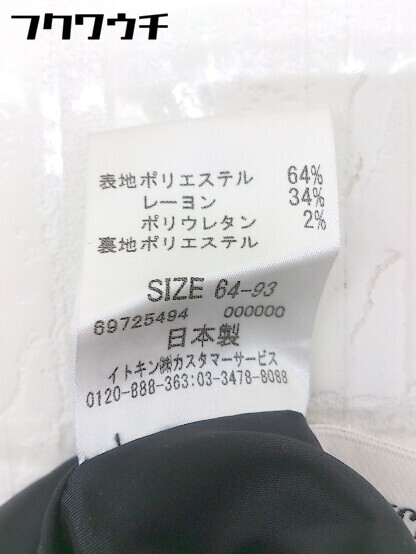 フクワウチ
表地ポリエステル 64%
レーヨン 34%
ポリウレタン 2%
裏地ポリエステル
SIZE 64-93
69725494 000000
日本製
イトキン㈱カスタマーサービス
0120-888-363:03-3478-8088